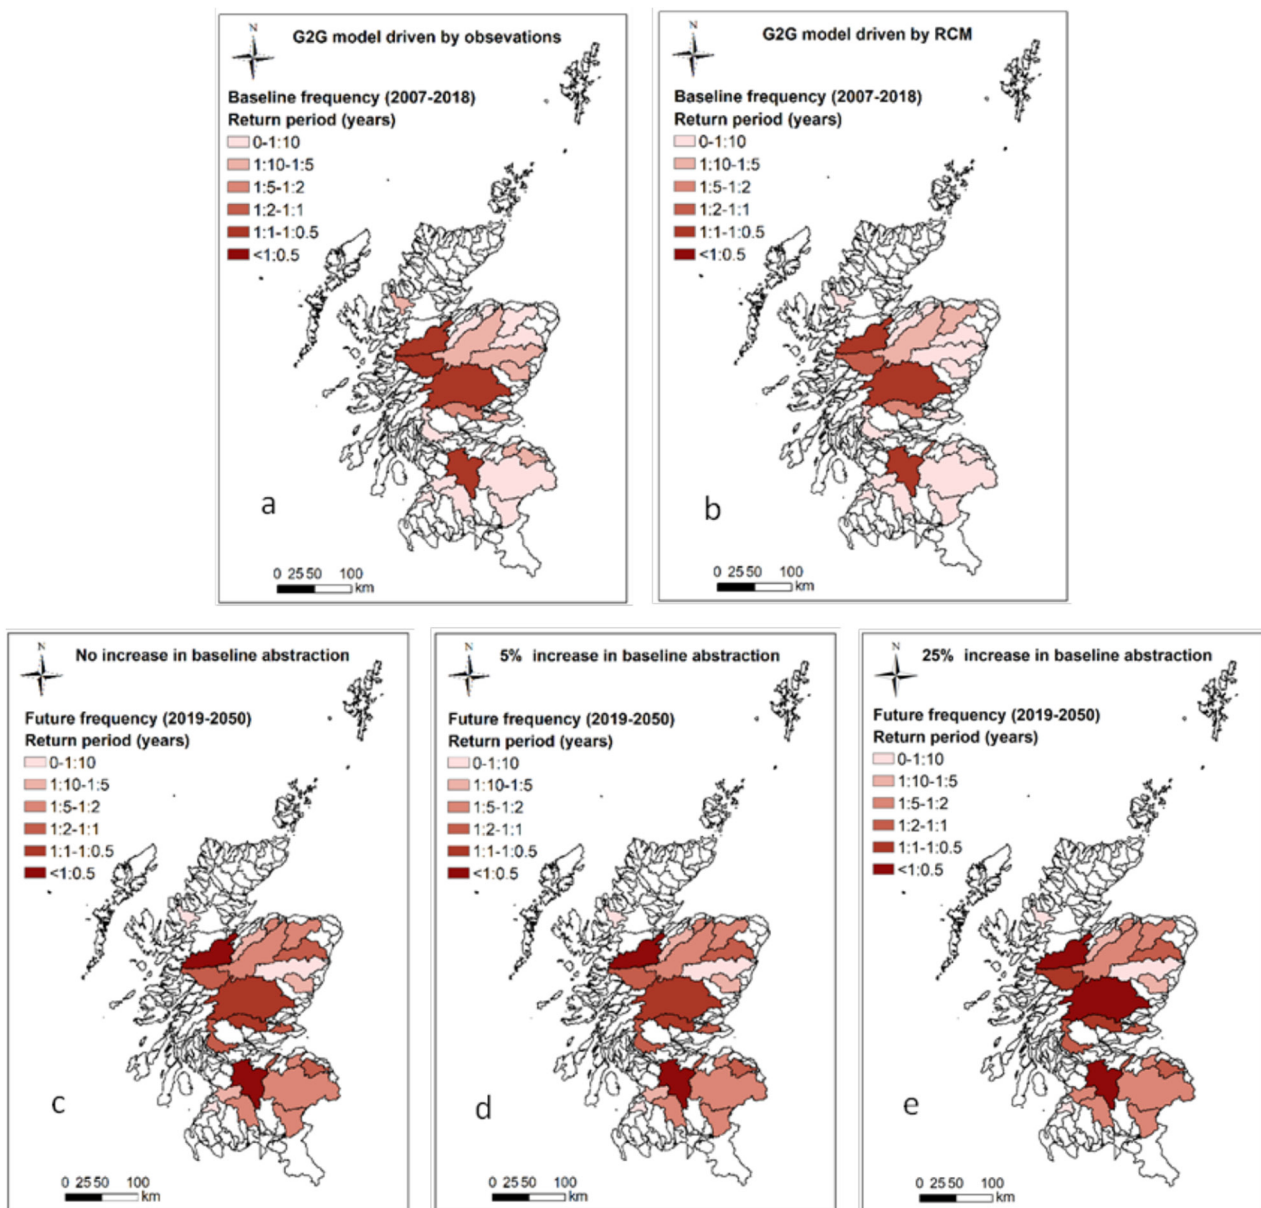 N
G2G model driven by obsevations
Baseline frequency (2007-2018)
Return period (years)
0-1:10
1:10-1:5
1:5-1:2
1:2-1:1
1:1-1:0.5
<1:0.5
a
0 25 50 100
km
N
G2G model driven by RCM
Baseline frequency (2007-2018)
Return period (years)
0-1:10
1:10-1:5
1:5-1:2
1:2-1:1
1:1-1:0.5
<1:0.5
b
0 25 50 100
km
N
No increase in baseline abstraction
Future frequency (2019-2050)
Return period (years)
0-1:10
1:10-1:5
1:5-1:2
1:2-1:1
1:1-1:0.5
<1:0.5
c
0 25 50 100
km
N
5% increase in baseline abstraction
Future frequency (2019-2050)
Return period (years)
0-1:10
1:10-1:5
1:5-1:2
1:2-1:1
1:1-1:0.5
<1:0.5
d
0 25 50 100
km
N
25% increase in baseline abstraction
Future frequency (2019-2050)
Return period (years)
0-1:10
1:10-1:5
1:5-1:2
1:2-1:1
1:1-1:0.5
<1:0.5
e
0 25 50 100
km